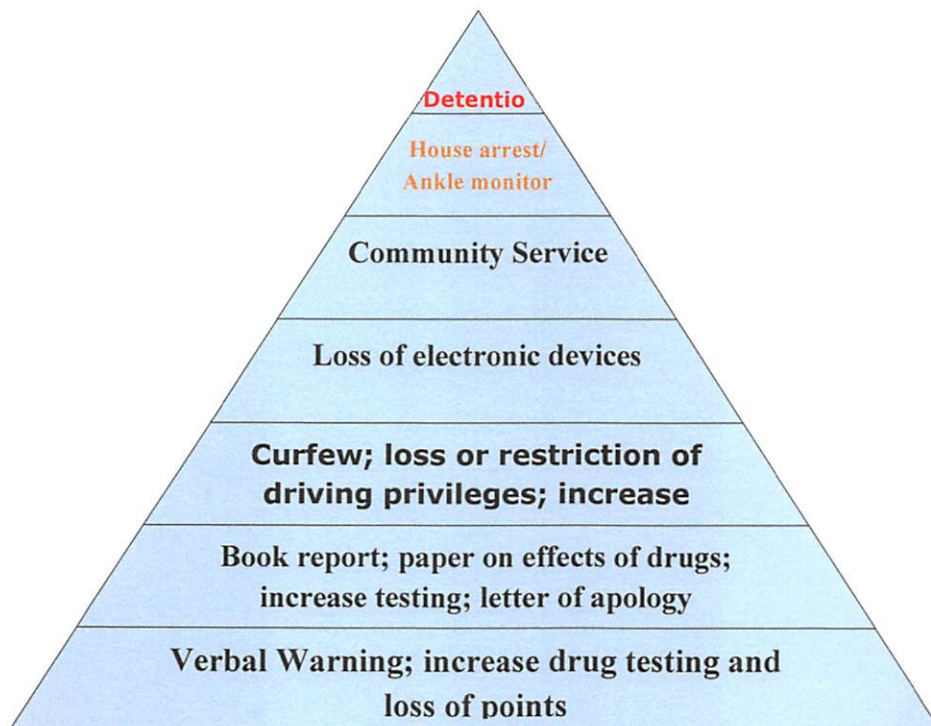 Detentio
House arrest/
Ankle monitor
Community Service
Loss of electronic devices
Curfew; loss or restriction of
driving privileges; increase
Book report; paper on effects of drugs;
increase testing; letter of apology
Verbal Warning; increase drug testing and
loss of points